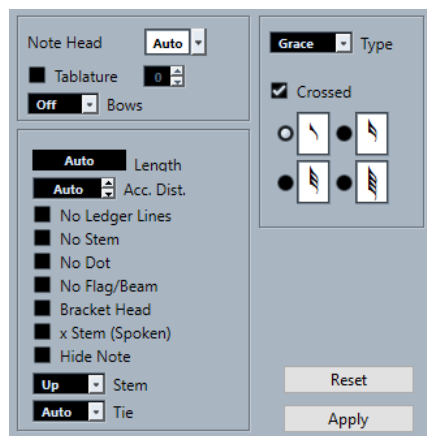 Note Head Auto
Tablature 0
Off Bows
Auto Length
Auto Acc. Dist.
No Ledger Lines
No Stem
No Dot
No Flag/Beam
Bracket Head
x Stem (Spoken)
Hide Note
Up Stem
Auto Tie
Grace Type
Crossed
Reset
Apply